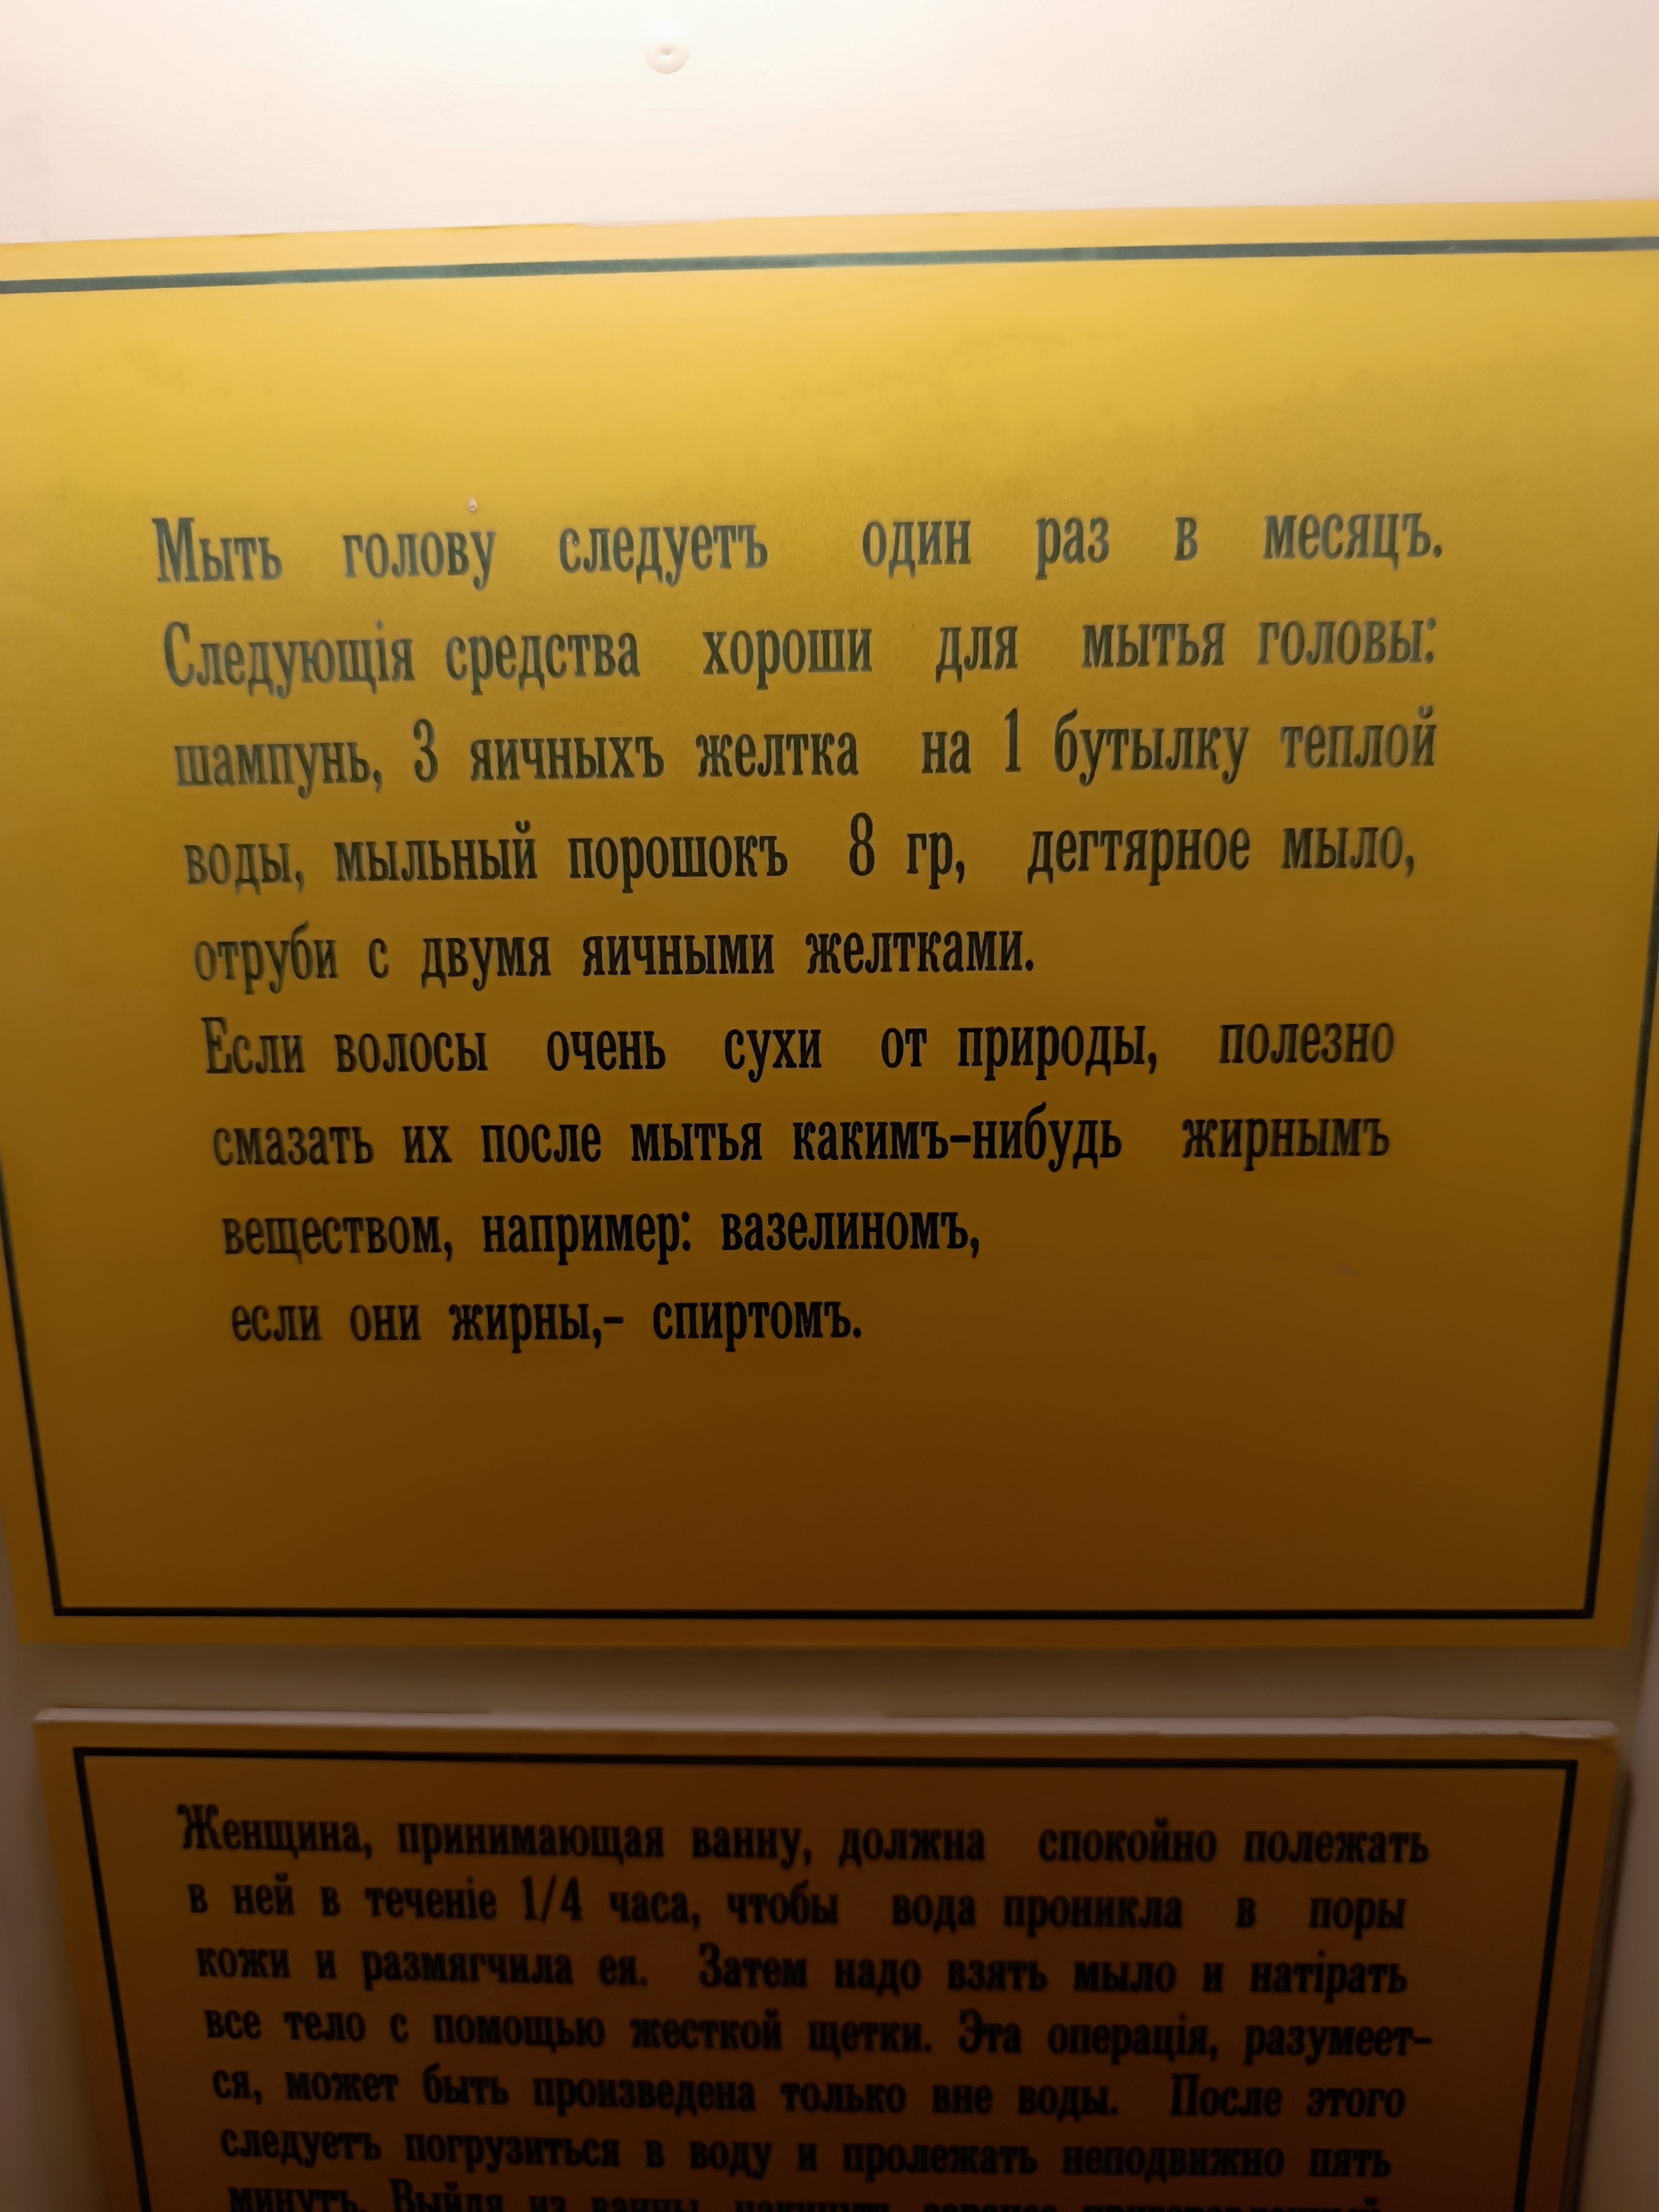 Мыть голову следуетъ один раз в месяцъ.
Следующія средства хороши для мытья головы:
шампунь, 3 яичныхъ желтка на 1 бутылку теплой
воды, мыльный порошокъ 8 гр, дегтярное мыло,
отруби с двумя яичными желтками.
Если волосы очень сухи от природы, полезно
смазать их после мытья какимъ-нибудь жирнымъ
веществом, например: вазелиномъ,
если они жирны,- спиртомъ.
Женщина, принимающая ванну, должна спокойно полежать
в ней в теченіе 1/4 часа, чтобы вода проникла в поры
кожи и размягчила ея. Затем надо взять мыло и натірать
все тело с помощью жесткой щетки. Эта операція, разумеет-
ся, может быть произведена только вне воды. После этого
следуетъ погрузиться в воду и пролежать неподвижно пять
минутъ. Выйдя из ванны,